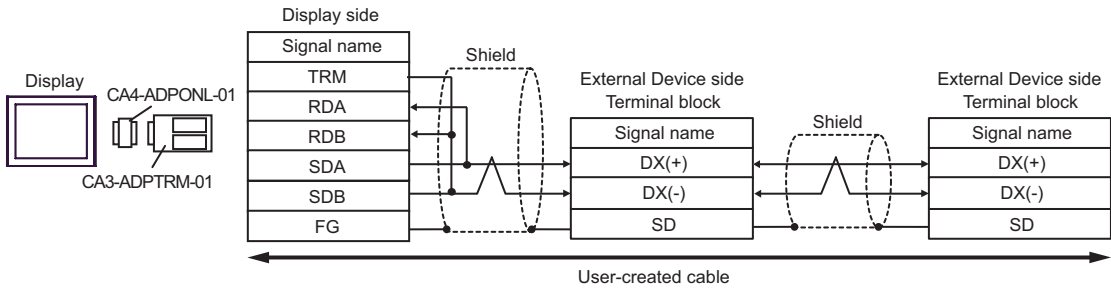 Display
CA4-ADPONL-01
CA3-ADPTRM-01
Display side
Signal name
TRM
RDA
RDB
SDA
SDB
FG
Shield
External Device side
Terminal block
Signal name
DX(+)
DX(-)
SD
Shield
External Device side
Terminal block
Signal name
DX(+)
DX(-)
SD
User-created cable